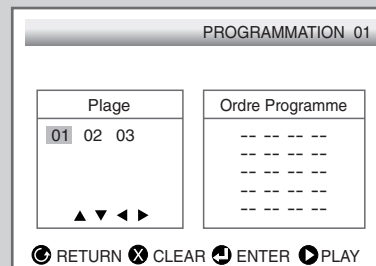 PROGRAMMATION 01
Plage
01 02 03
Ordre Programme
-- -- -- --
-- -- -- --
-- -- -- --
-- -- -- --
-- -- -- --
RETURN CLEAR ENTER PLAY